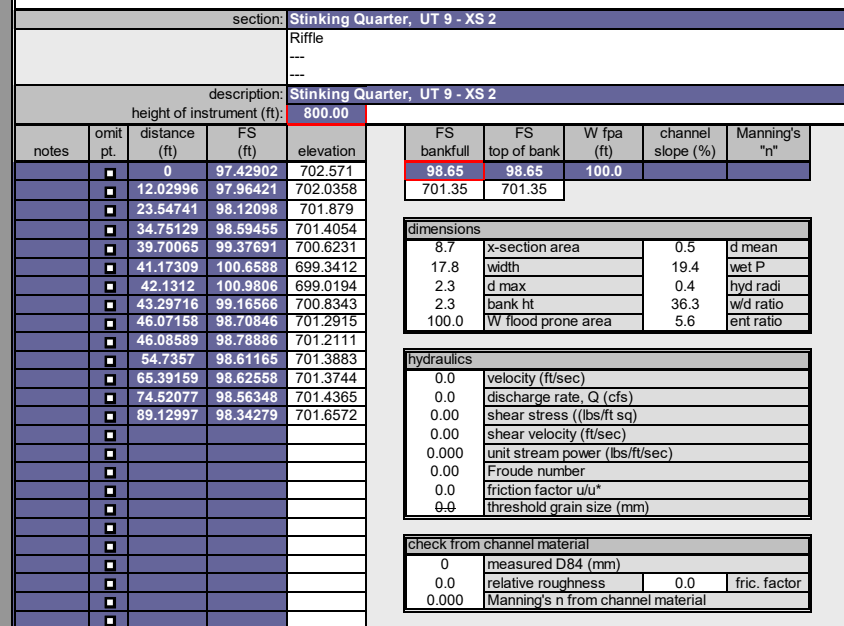 section: Stinking Quarter, UT 9 - XS 2
Riffle
---
---
description: Stinking Quarter, UT 9 - XS 2
height of instrument (ft): 800.00
omit distance FS FS FS W fpa channel Manning's
notes pt. (ft) (ft) elevation bankfull top of bank (ft) slope (%) "n"
0 97.42902 702.571 98.65 98.65 100.0
12.02996 97.96421 702.0358 701.35 701.35
23.54741 98.12098 701.879
34.75129 98.59455 701.4054 dimensions
39.70065 99.37691 700.6231 8.7 x-section area 0.5 d mean
41.17309 100.6588 699.3412 17.8 width 19.4 wet P
42.1312 100.9806 699.0194 2.3 d max 0.4 hyd radi
43.29716 99.16566 700.8343 2.3 bank ht 36.3 w/d ratio
46.07158 98.70846 701.2915 100.0 W flood prone area 5.6 ent ratio
46.08589 98.78886 701.2111
54.7357 98.61165 701.3883 hydraulics
65.39159 98.62558 701.3744 0.0 velocity (ft/sec)
74.52077 98.56348 701.4365 0.0 discharge rate, Q (cfs)
89.12997 98.34279 701.6572 0.00 shear stress ((lbs/ft sq)
0.00 shear velocity (ft/sec)
0.000 unit stream power (lbs/ft/sec)
0.00 Froude number
0.0 friction factor u/u*
0.0 threshold grain size (mm)
check from channel material
0 measured D84 (mm)
0.0 relative roughness 0.0 fric. factor
0.000 Manning's n from channel material